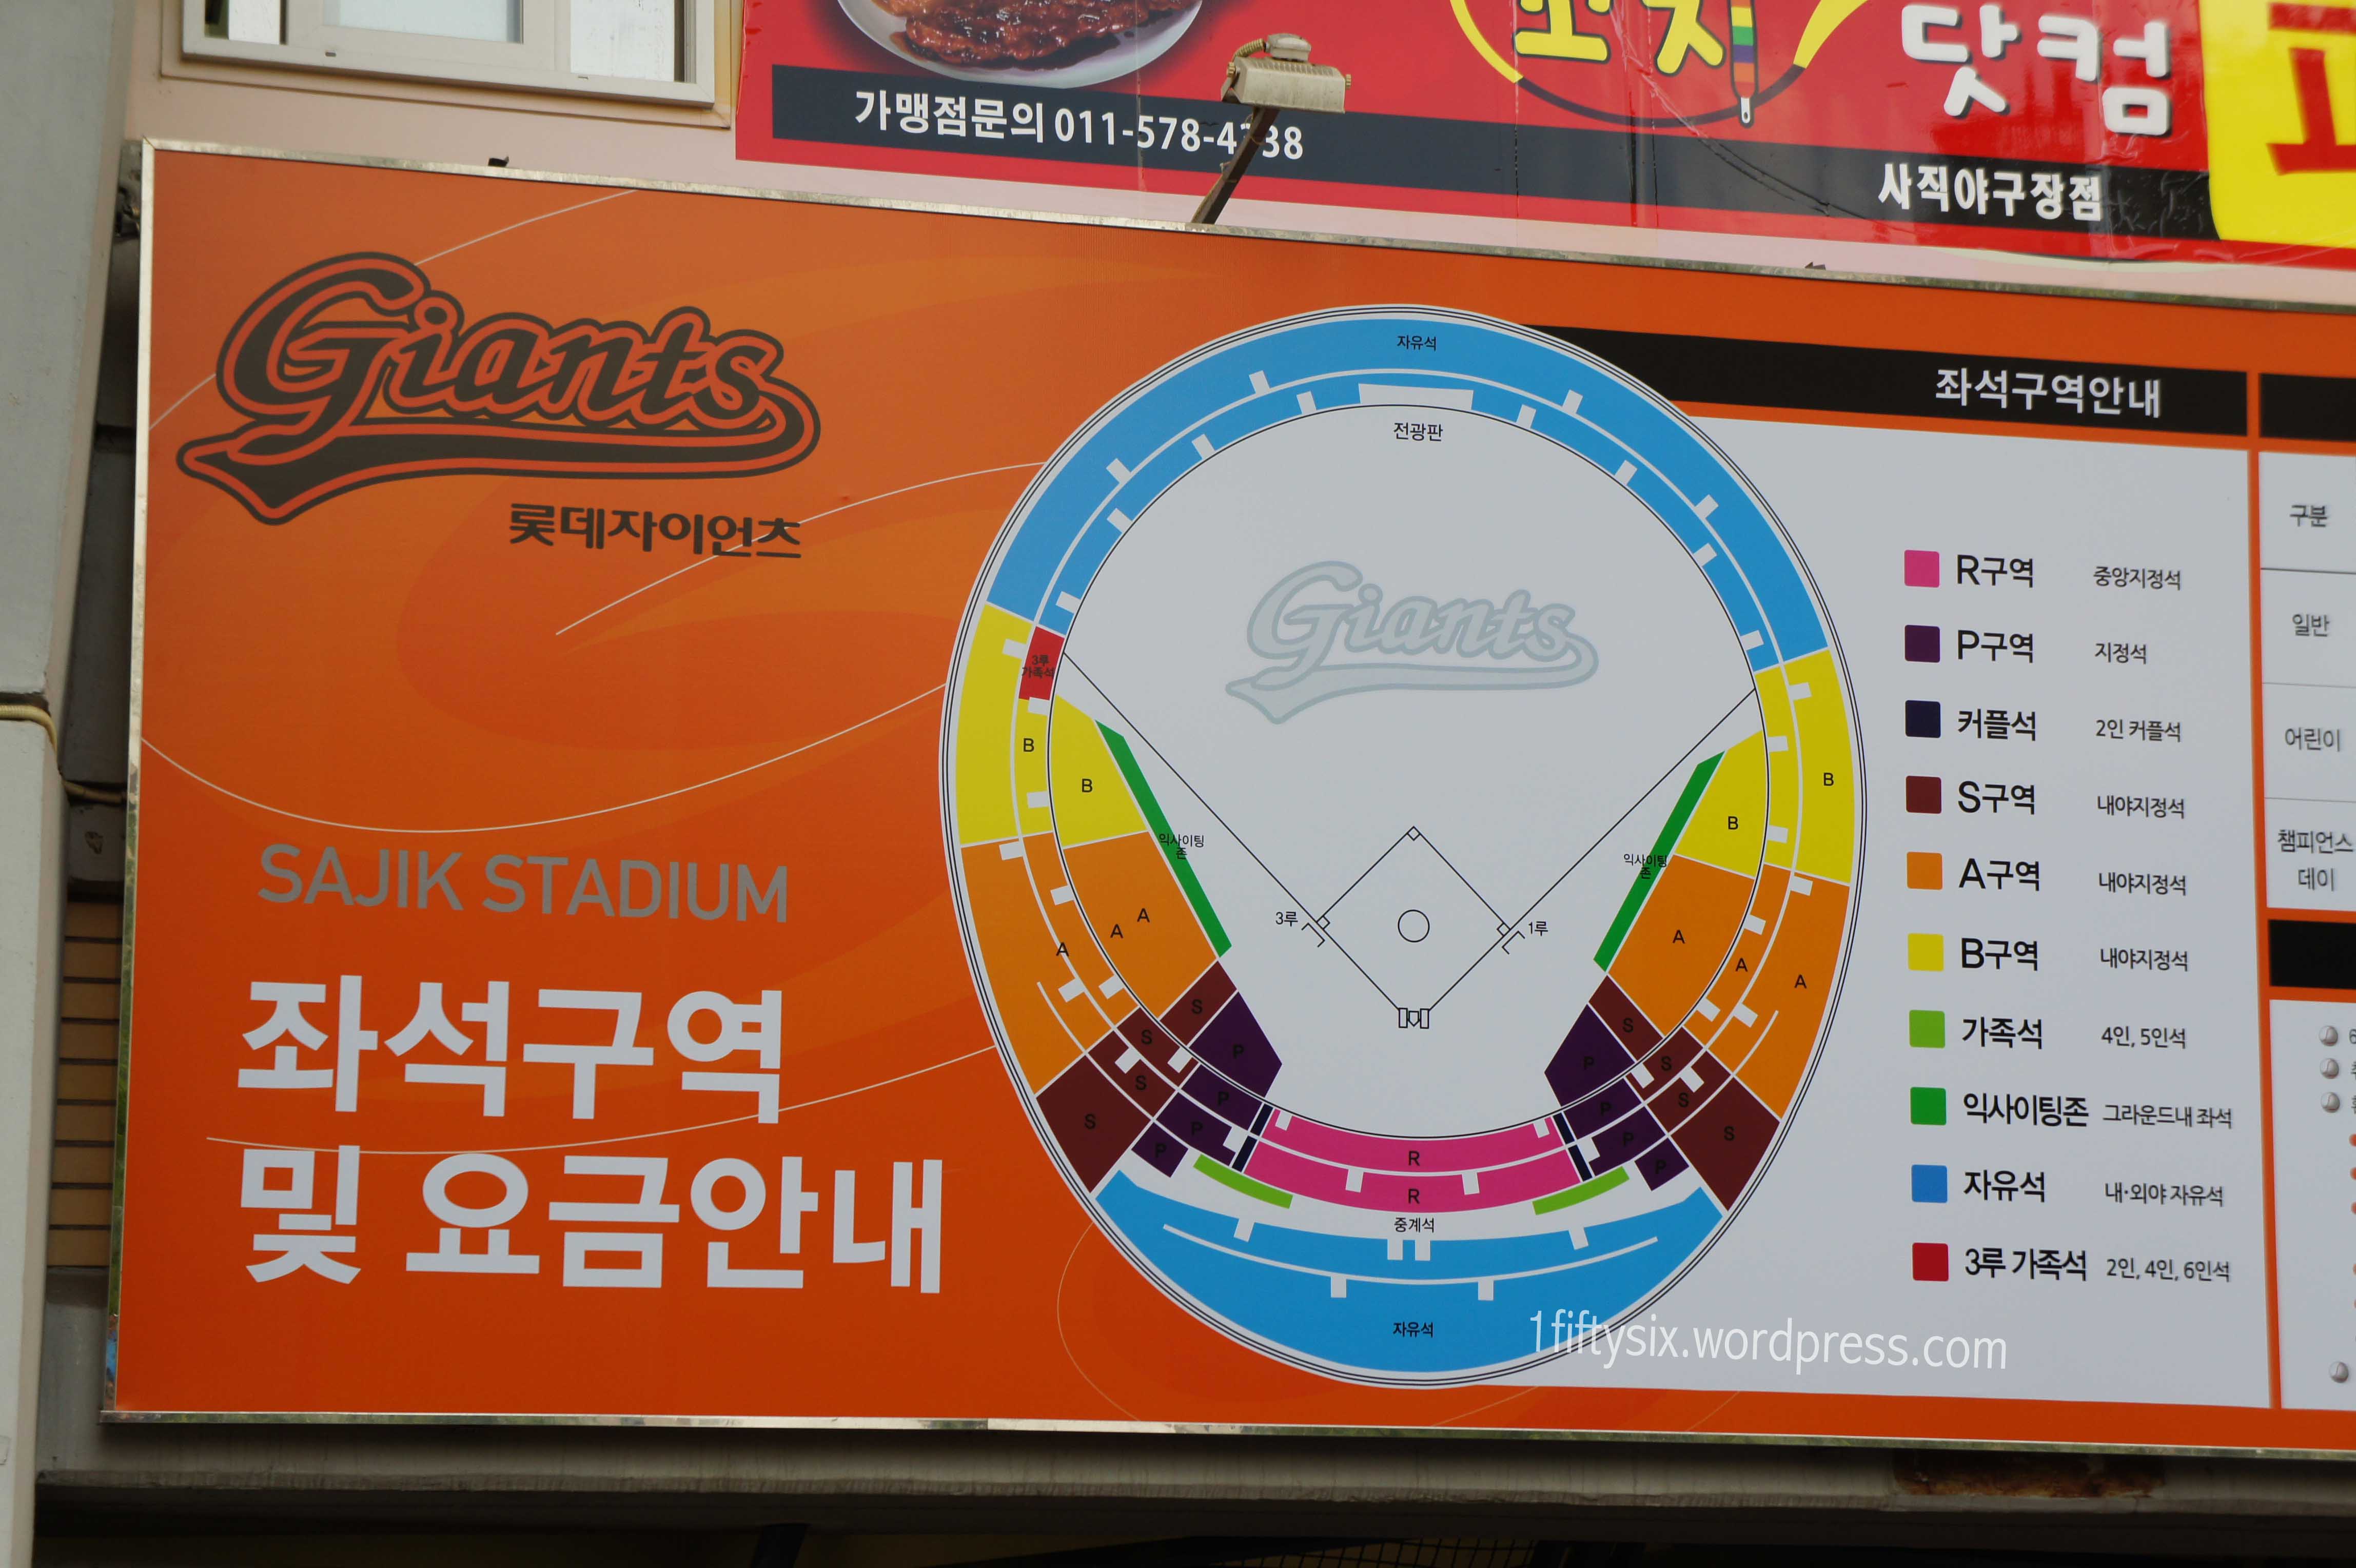 닷컴
가맹점문의 011-578-4
사직야구장점
Giants
롯데자이언츠
SAJIK STADIUM
좌석구역
및 요금안내
자유석
전광판
Giants
3루
가족석
B
B
B
B
익사이팅
존
익사이팅
존
3루
1루
A
A
A
A
A
A
S
S
S
S
S
S
S
S
P
P
P
P
P
P
P
P
R
R
중계석
자유석
좌석구역안내
R구역 중앙지정석
P구역 지정석
커플석 2인 커플석
S구역 내야지정석
A구역 내야지정석
B구역 내야지정석
가족석 4인, 5인석
익사이팅존 그라운드내 좌석
자유석 내·외야 자유석
3루 가족석 2인, 4인, 6인석
구분
일반
어린이
챔피언스
데이
1fiftysix.wordpress.com